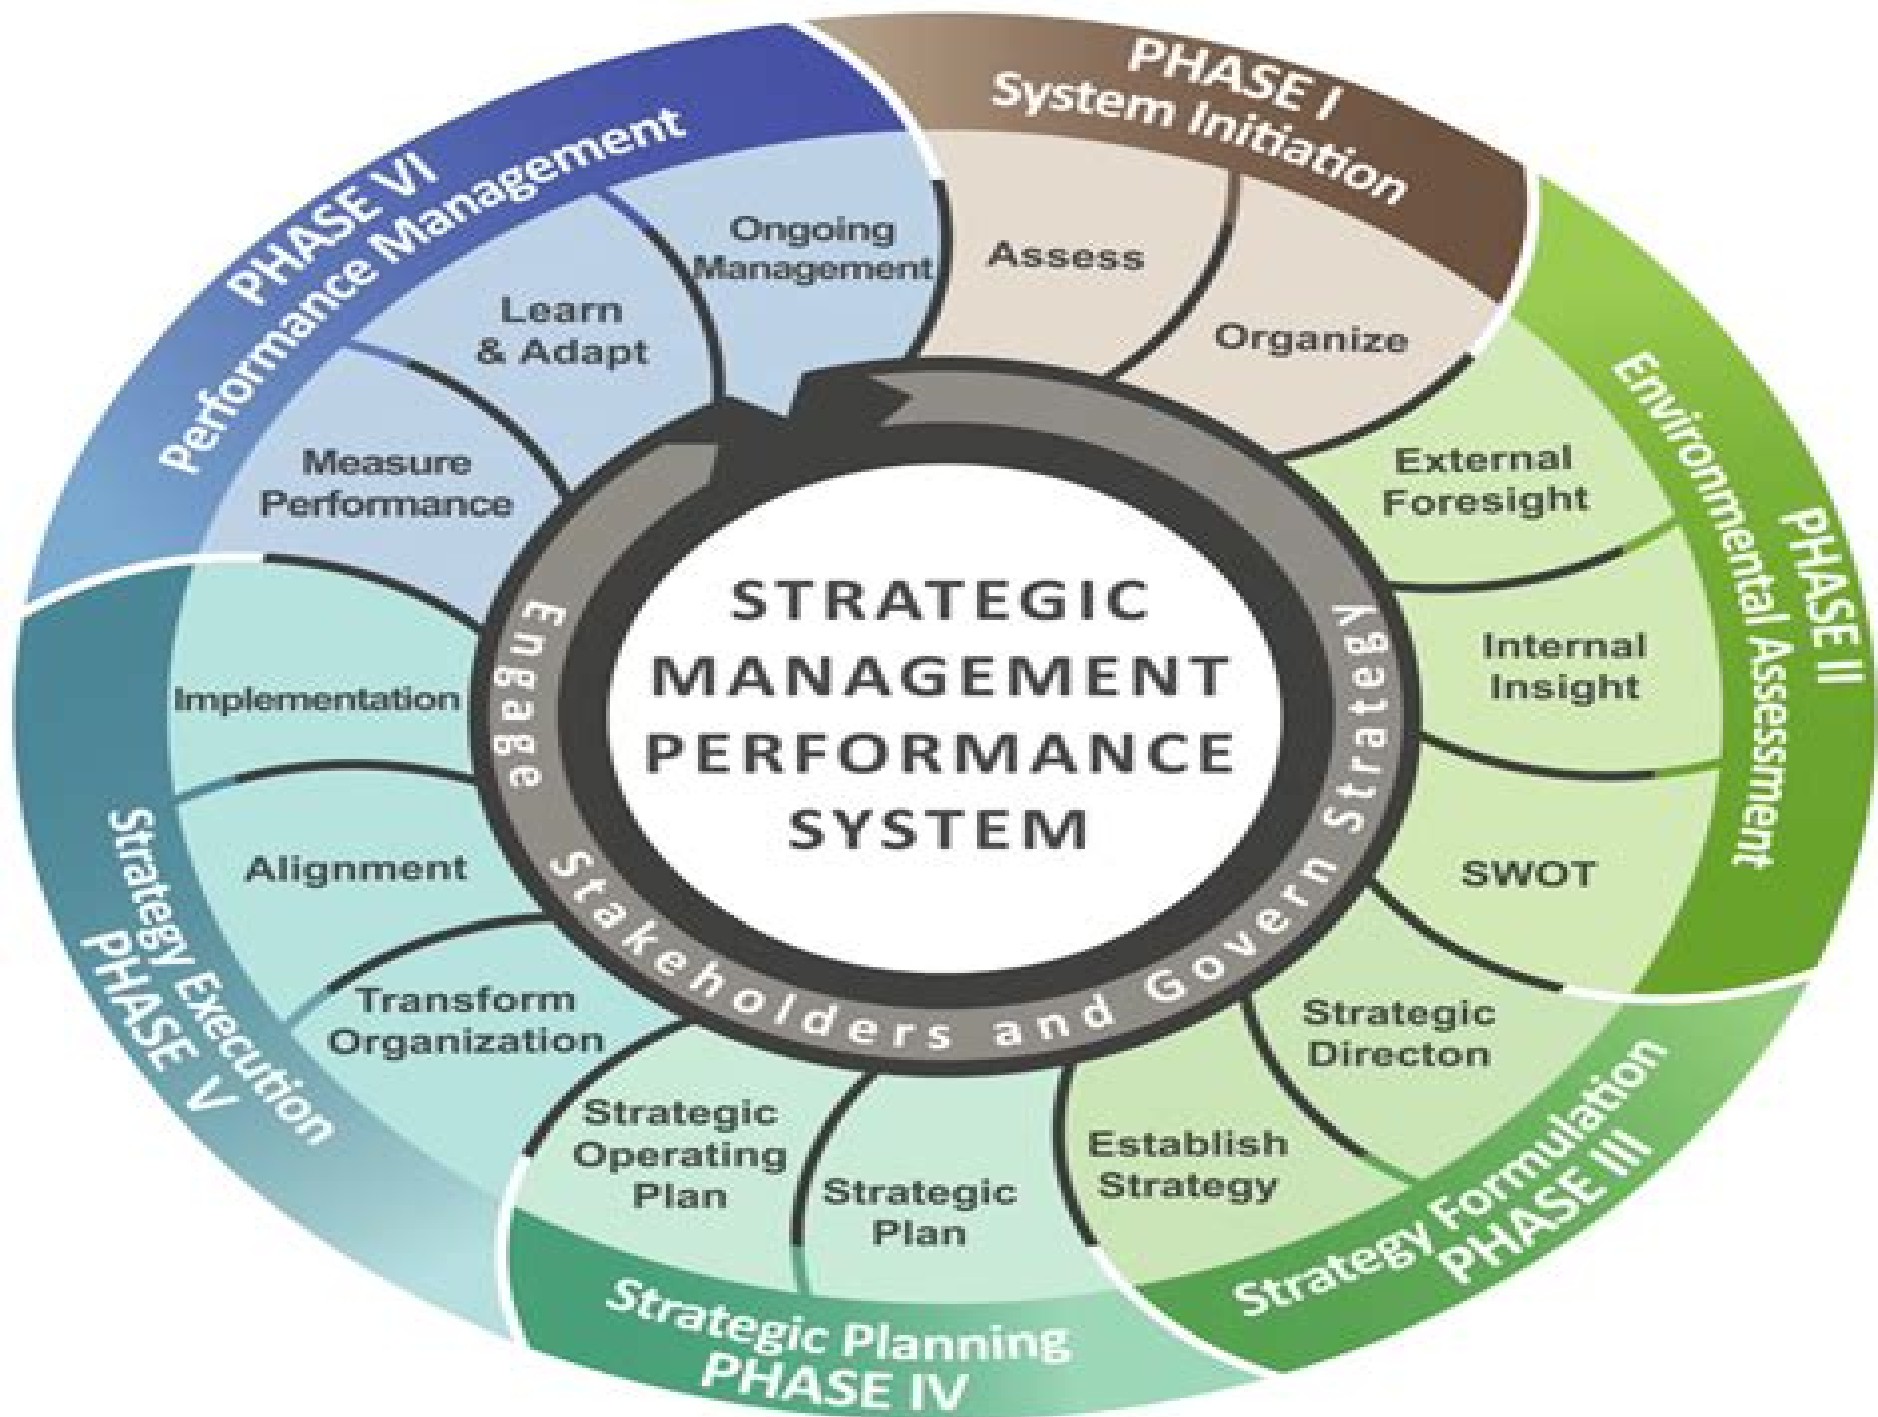 PHASE I
System Initiation
Assess
Organize
PHASE II
Environmental Assessment
External
Foresight
Internal
Insight
SWOT
Strategic
Directon
Establish
Strategy
Strategy Formulation
PHASE III
Strategic
Plan
Strategic
Operating
Plan
Strategic Planning
PHASE IV
Transform
Organization
Alignment
Implementation
Strategy Execution
PHASE V
PHASE VI
Performance Management
Measure
Performance
Learn
& Adapt
Ongoing
Management
Engage Stakeholders and Govern Strategy
STRATEGIC
MANAGEMENT
PERFORMANCE
SYSTEM